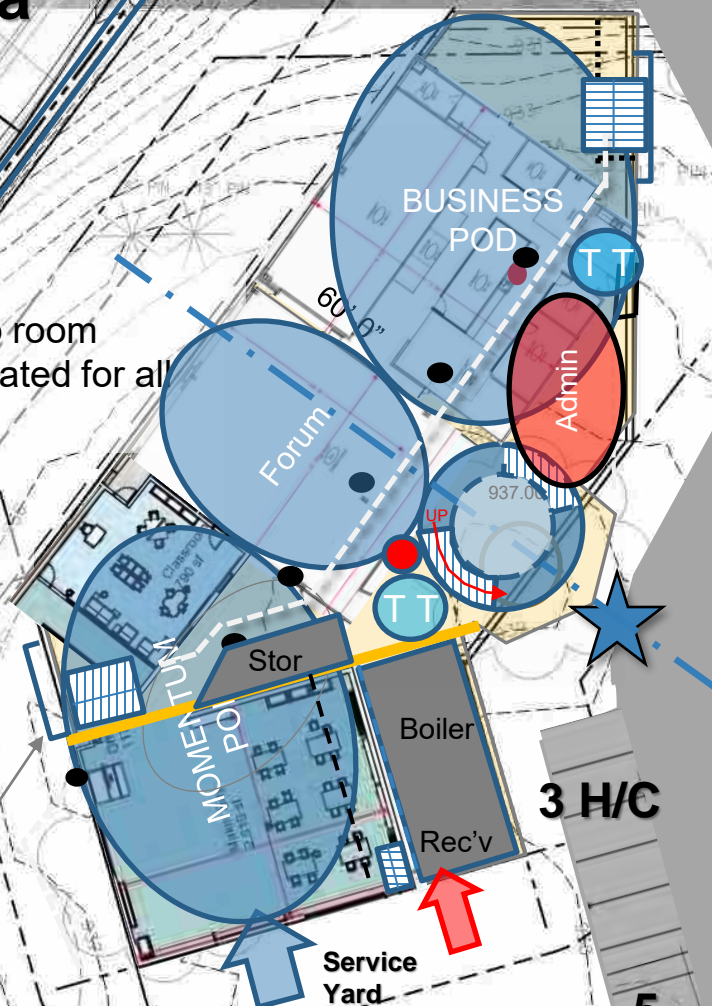 a
BUSINESS
POD
T T
60' 0"
room
ated for all
Admin
Forum
937.00
UP
Classroom
790 sf
T T
Stor
MOMENTUM
POD
Boiler
3 H/C
Rec'v
Service
Yard
5